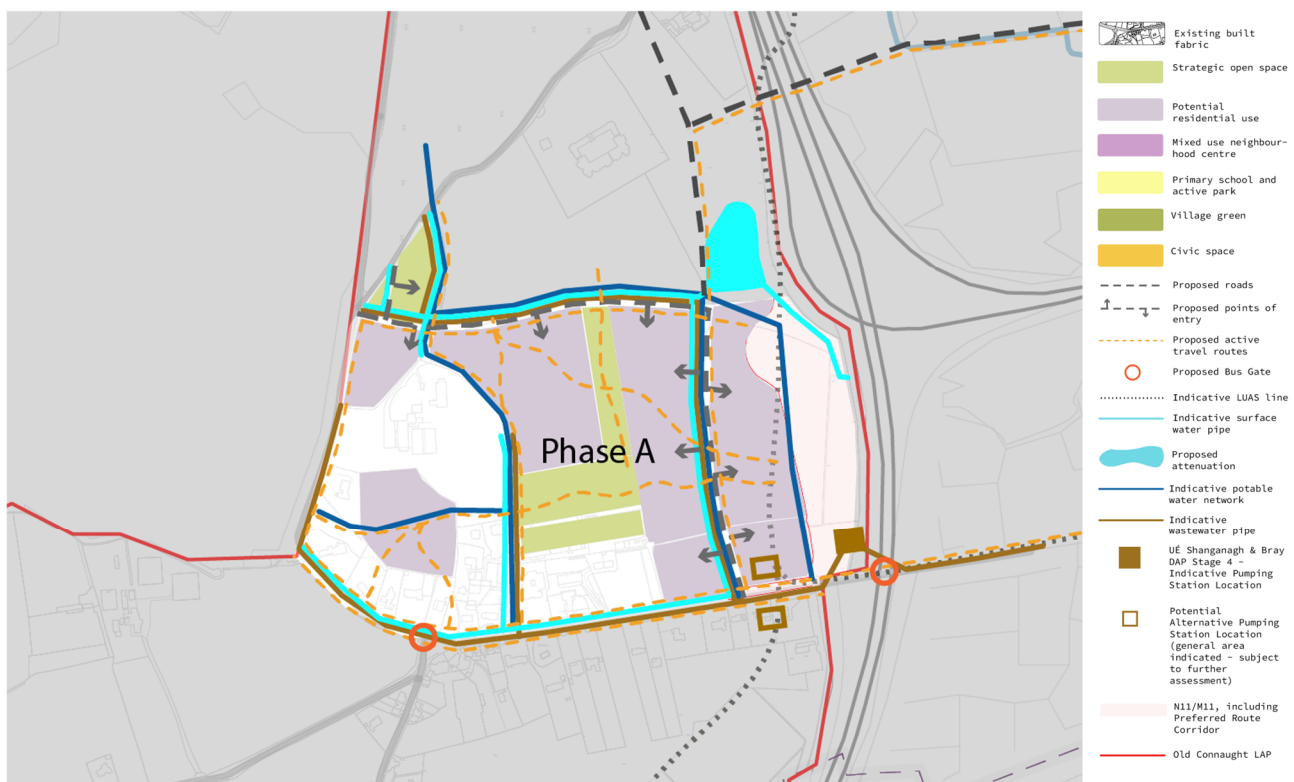 Phase A
Existing built
fabric
Strategic open space
Potential
residential use
Mixed use neighbour-
hood centre
Primary school and
active park
Village green
Civic space
Proposed roads
Proposed points of
entry
Proposed active
travel routes
Proposed Bus Gate
Indicative LUAS line
Indicative surface
water pipe
Proposed
attenuation
Indicative potable
water network
Indicative
wastewater pipe
UÉ Shanganagh & Bray
DAP Stage 4 –
Indicative Pumping
Station Location
Potential
Alternative Pumping
Station Location
(general area
indicated – subject
to further
assessment)
N11/M11, including
Preferred Route
Corridor
Old Connaught LAP